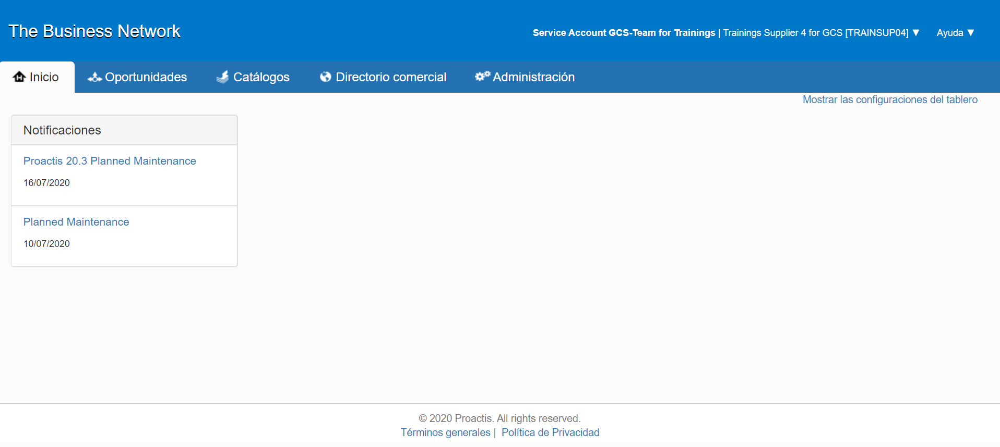 The Business Network
Service Account GCS-Team for Trainings | Trainings Supplier 4 for GCS [TRAINSUP04] ▼ Ayuda ▼
Inicio Oportunidades Catálogos Directorio comercial Administración
Mostrar las configuraciones del tablero
Notificaciones
Proactis 20.3 Planned Maintenance
16/07/2020
Planned Maintenance
10/07/2020
© 2020 Proactis. All rights reserved.
Términos generales | Política de Privacidad